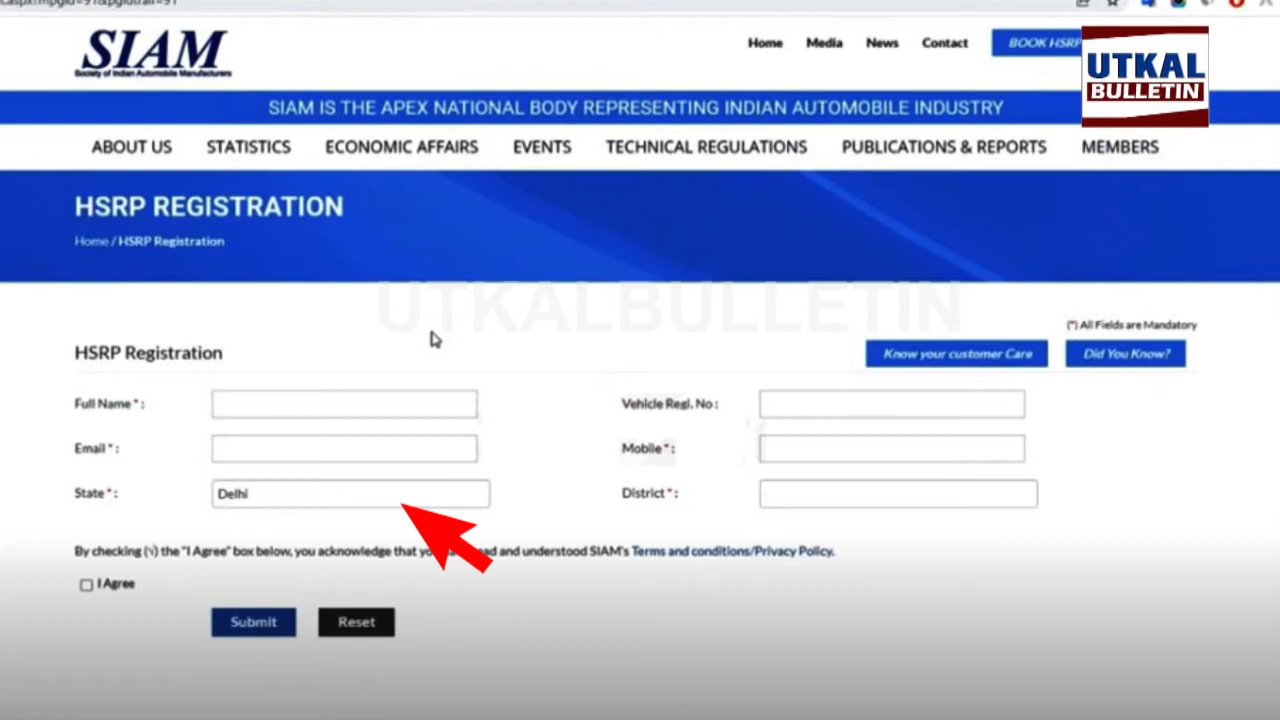 SIAM
Society of Indian Automobile Manufacturers
Home Media News Contact BOOK HSRP
UTKAL
BULLETIN
SIAM IS THE APEX NATIONAL BODY REPRESENTING INDIAN AUTOMOBILE INDUSTRY
ABOUT US STATISTICS ECONOMIC AFFAIRS EVENTS TECHNICAL REGULATIONS PUBLICATIONS & REPORTS MEMBERS
HSRP REGISTRATION
Home / HSRP Registration
UTKALBULLETIN
(*) All Fields are Mandatory
HSRP Registration Know your customer Care Did You Know?
Full Name * : Vehicle Regi. No :
Email * : Mobile * :
State * : Delhi District * :
By checking (√) the "I Agree" box below, you acknowledge that and understood SIAM's Terms and conditions/Privacy Policy.
I Agree
Submit Reset